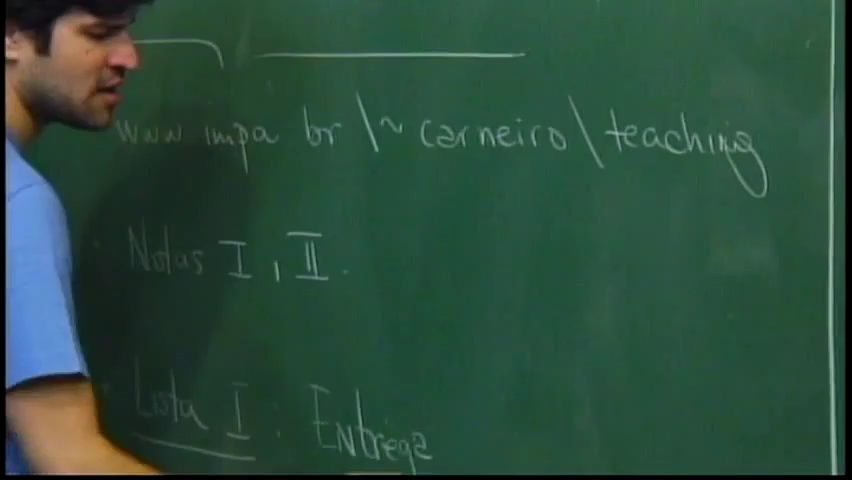 www impa br \~ carneiro \ teaching
Notas I , II .
Lista I : Entrega